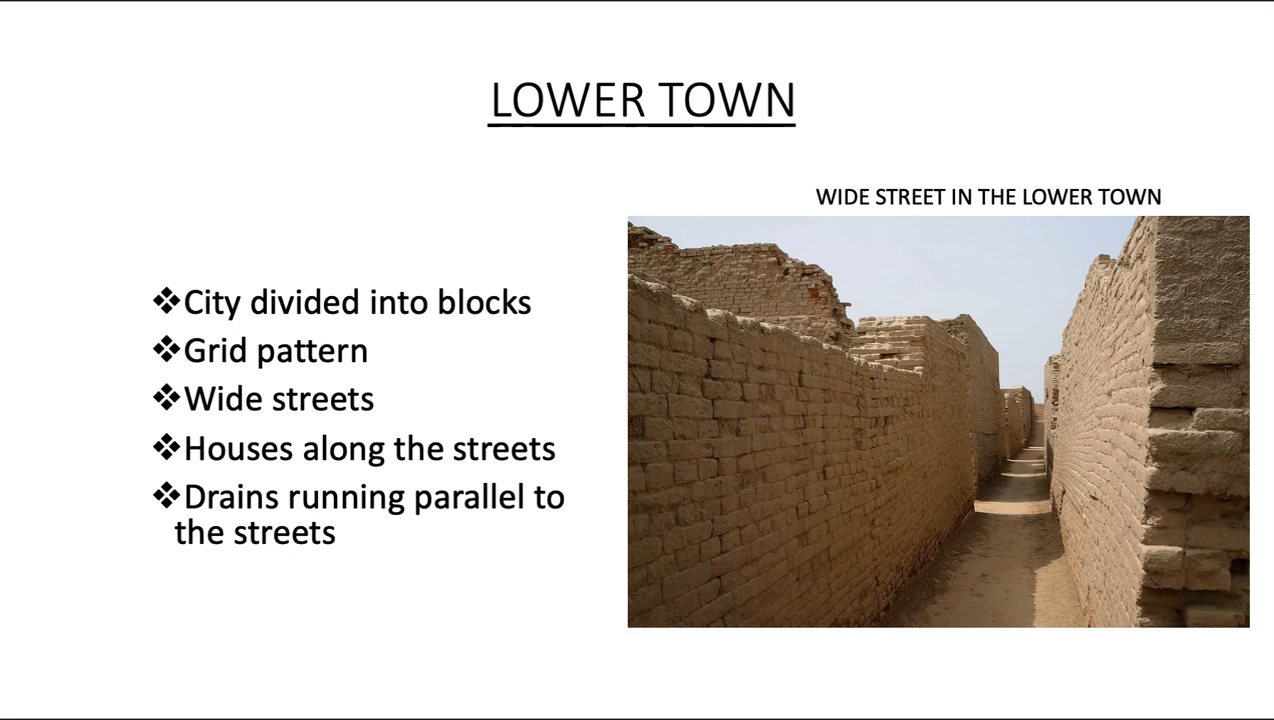 LOWER TOWN
WIDE STREET IN THE LOWER TOWN
❖City divided into blocks
❖Grid pattern
❖Wide streets
❖Houses along the streets
❖Drains running parallel to
the streets